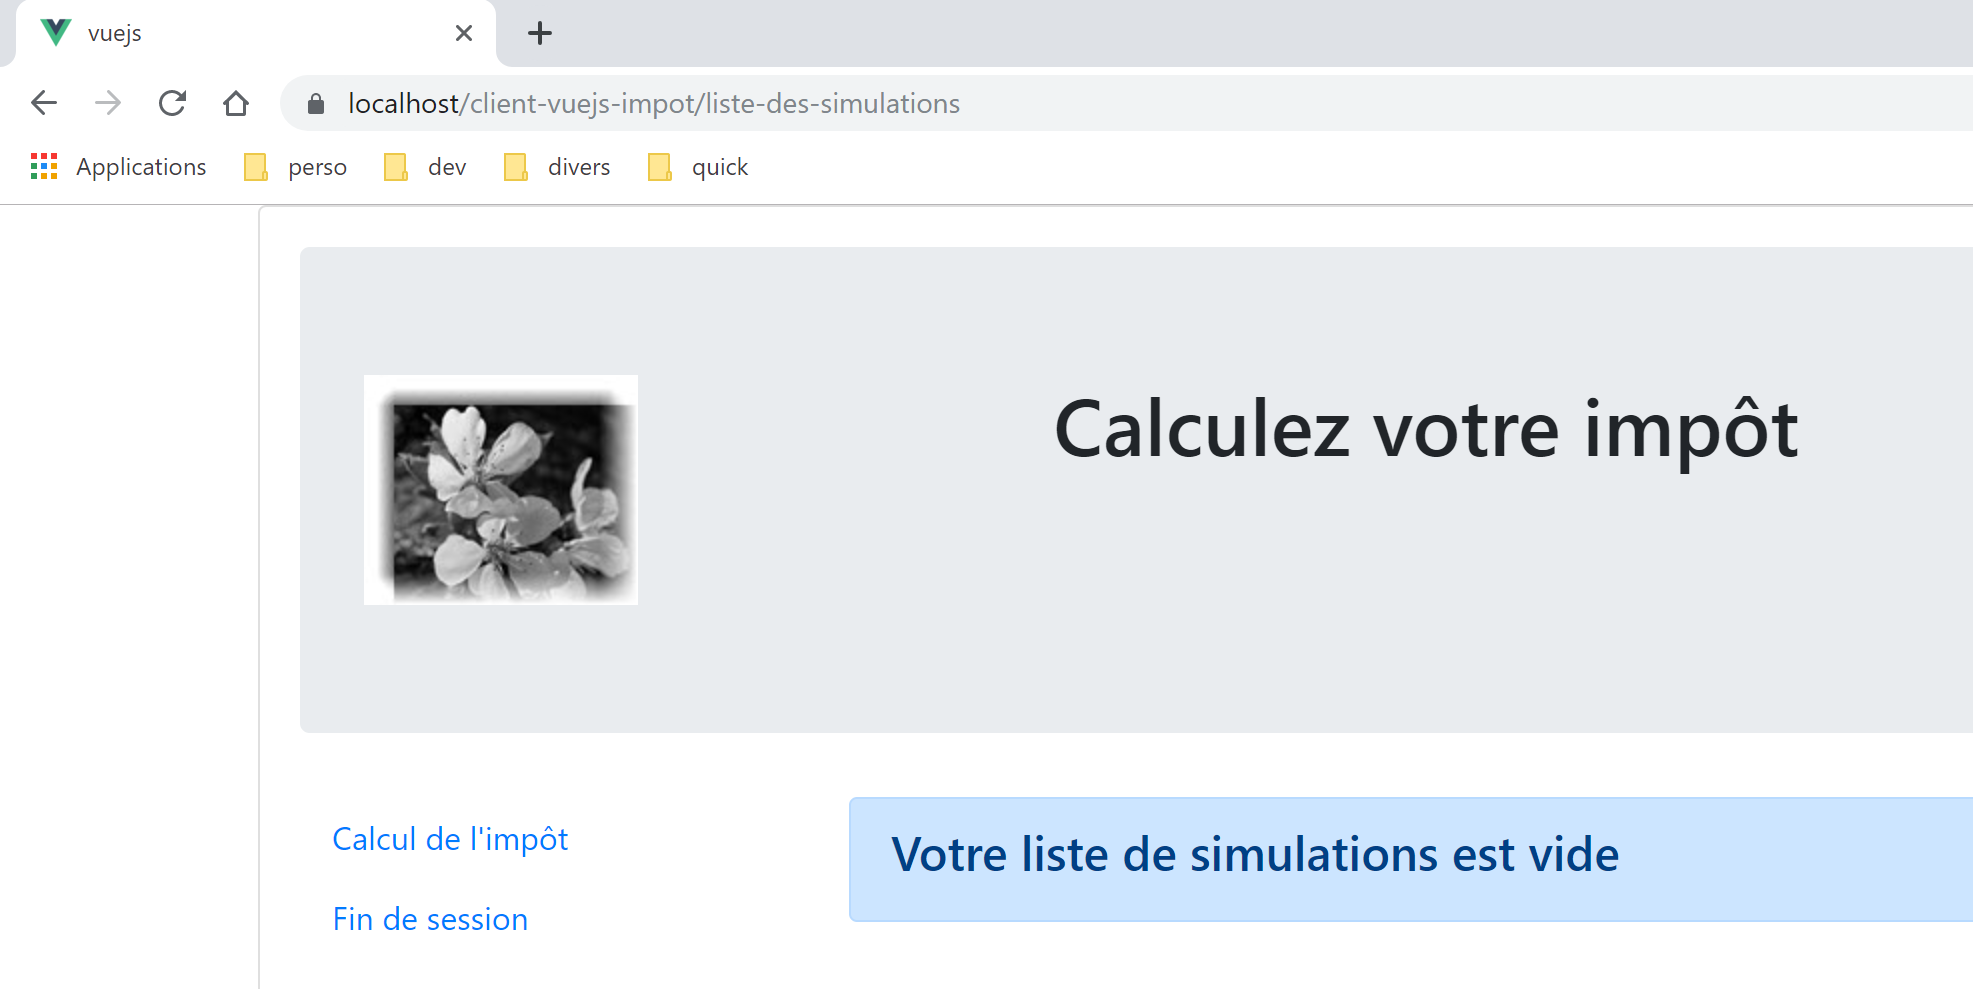 vuejs
localhost/client-vuejs-impot/liste-des-simulations
Applications perso dev divers quick
Calculez votre impôt
Calcul de l'impôt
Votre liste de simulations est vide
Fin de session